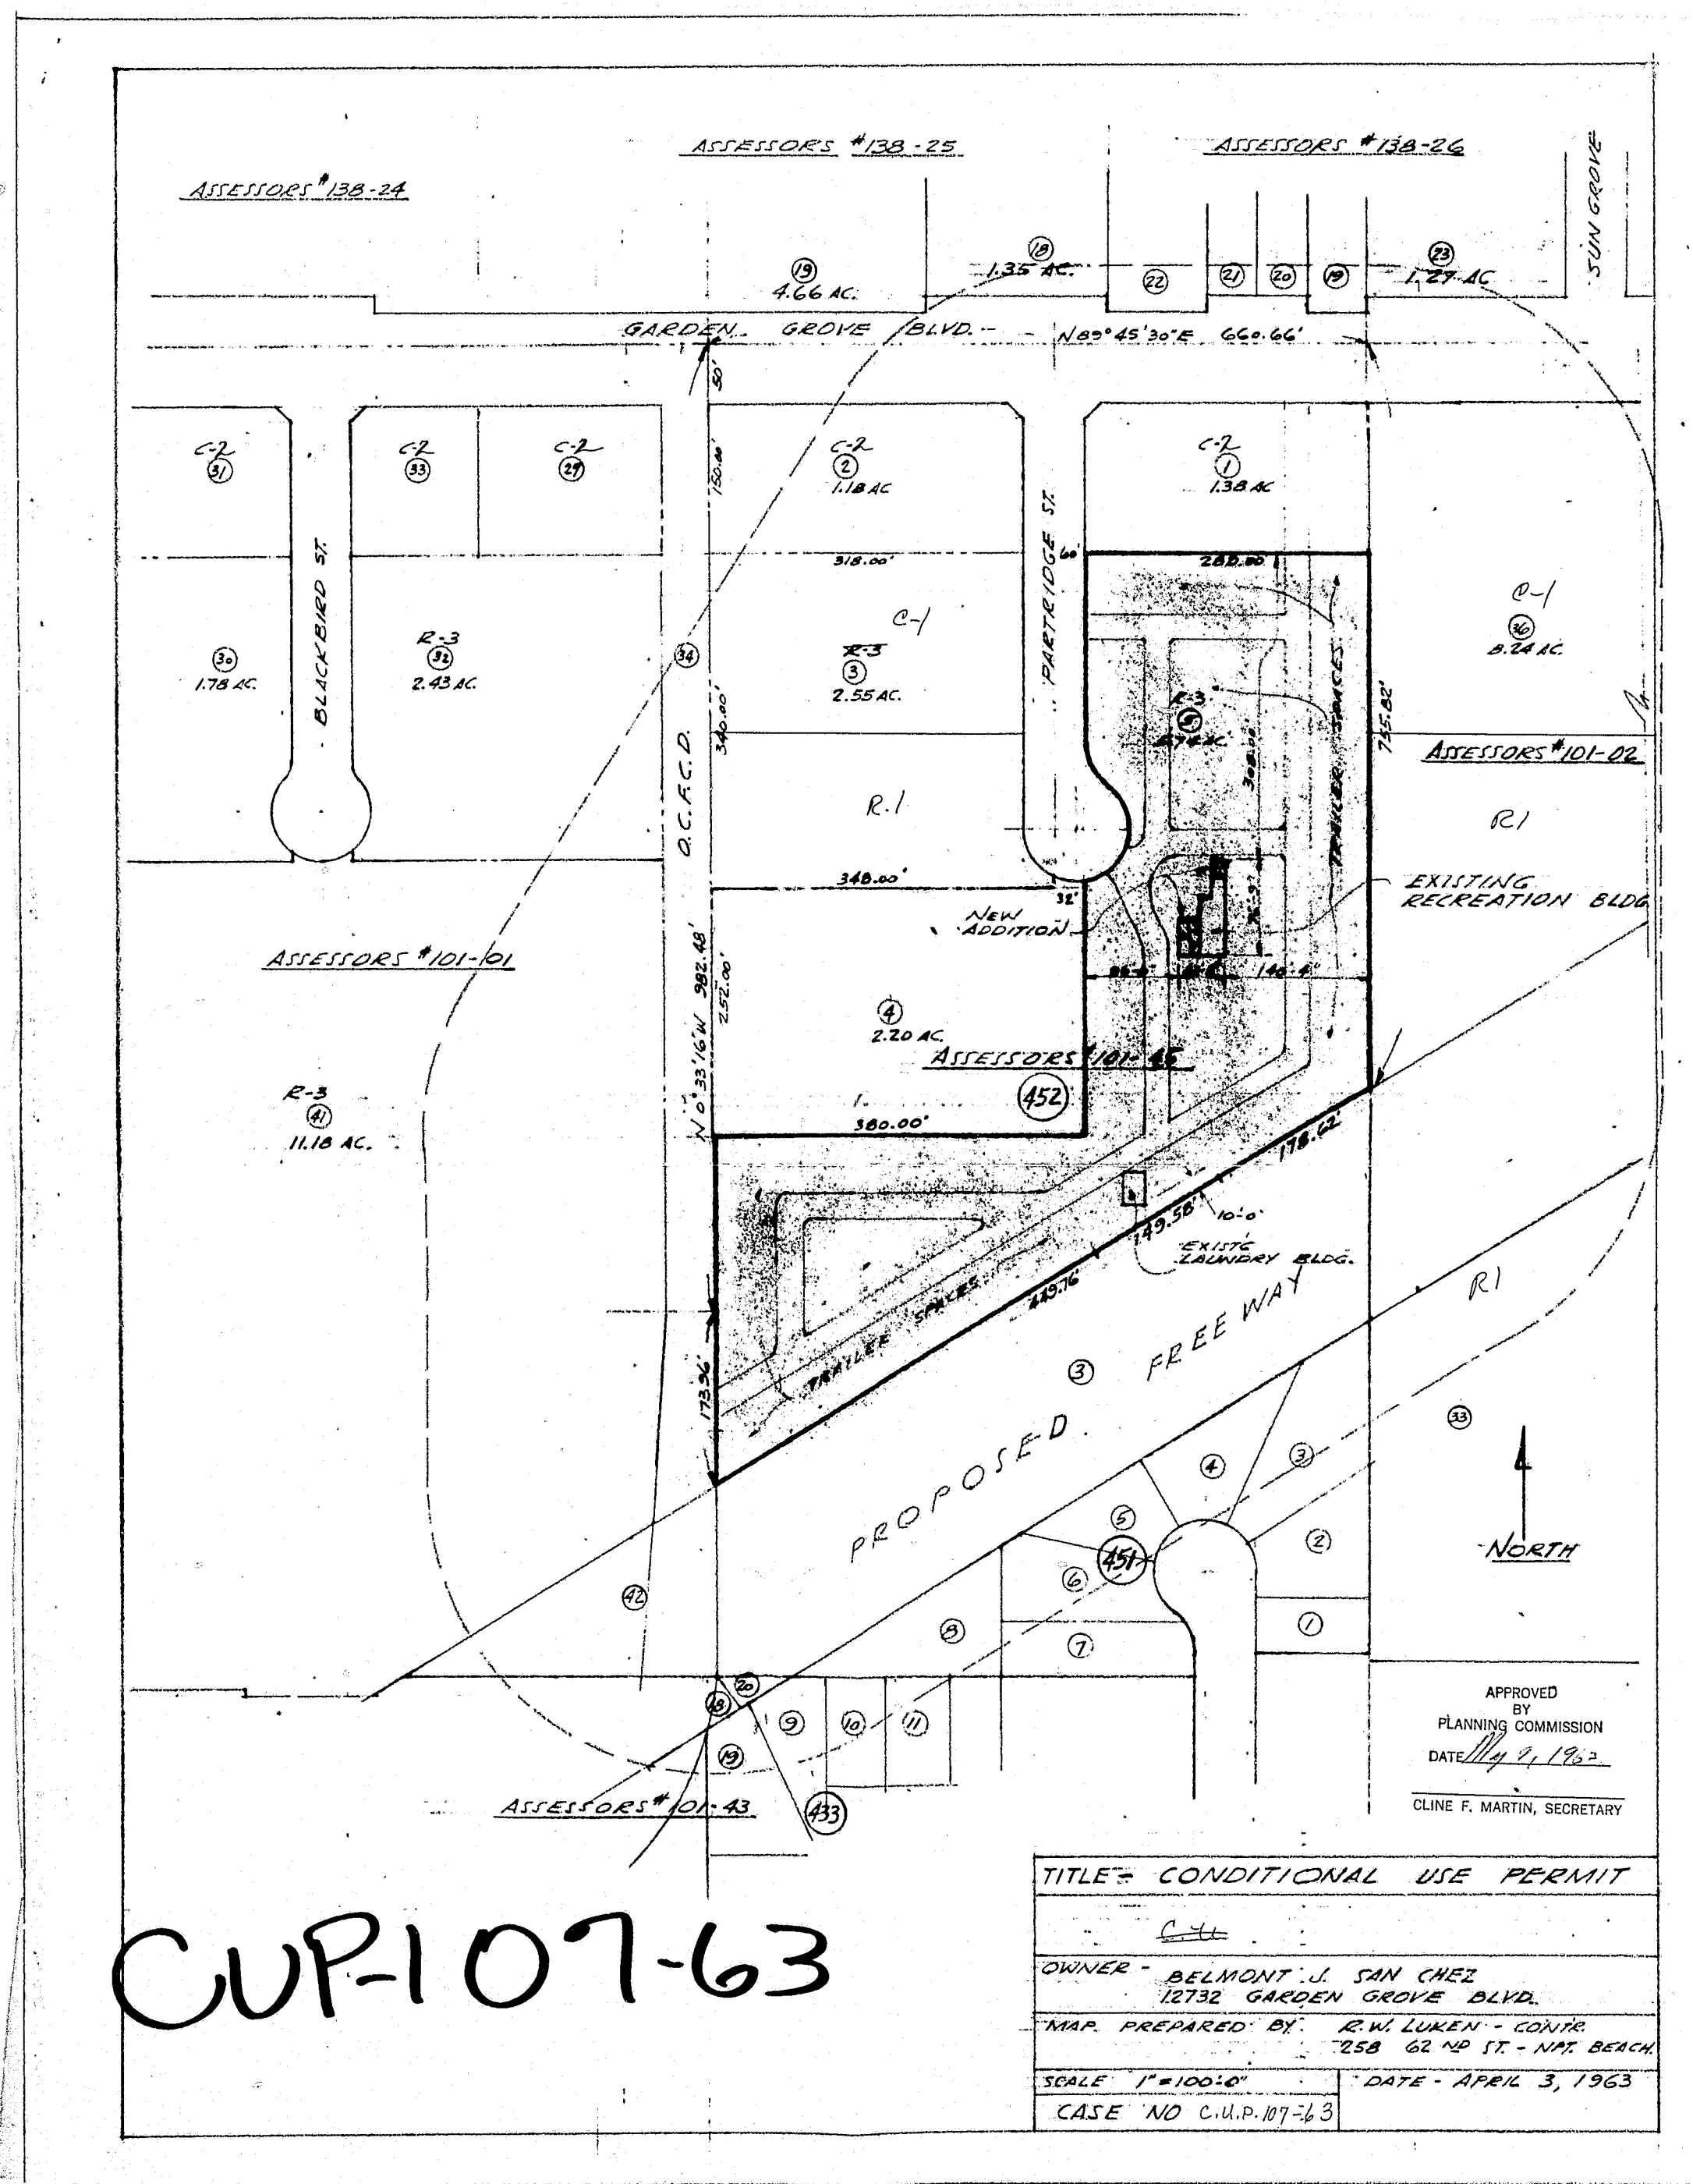 ASSESSORS #138-24
ASSESSORS #138-25
ASSESSORS #138-26
SUN GROVE
19
4.66 AC.
18
1.35 AC.
22
21
20
19
23
1.27 AC
GARDEN GROVE BLVD.
N89°45'30"E 660.66'
50'
150.00'
C-2
31
C-2
33
C-2
29
C-2
2
1.18 AC
C-2
1
1.38 AC
BLACKBIRD ST.
PARTRIDGE ST.
318.00'
60'
280.00'
30
1.78 AC.
R-3
32
2.43 AC.
34
C-1
R-3
3
2.55 AC.
340.00'
O.C.F.C.D.
R-3
308.00'
TRAILER SPACES
755.82'
C-1
36
8.24 AC.
ASSESSORS #101-02
R.1
R1
348.00'
32'
NEW
ADDITION
EXISTING
RECREATION BLDG
140'-4"
ASSESSORS #101-101
N0°33'16"W 982.48'
252.00'
4
2.20 AC.
ASSESSORS #101-45
452
380.00'
R-3
41
11.18 AC.
178.62'
149.58'
10'-0"
EXIST'G
LAUNDRY BLDG.
449.76'
TRAILER SPACES
173.96'
PROPOSED FREEWAY
3
R1
33
4
3
5
451
2
6
1
7
8
42
NORTH
20
18
9
10
11
19
433
ASSESSORS #101-43
APPROVED
BY
PLANNING COMMISSION
DATE May 9, 1963
CLINE F. MARTIN, SECRETARY
CUP-107-63
TITLE - CONDITIONAL USE PERMIT
C-U
OWNER - BELMONT J. SAN CHEZ
12732 GARDEN GROVE BLVD.
MAP PREPARED BY: R.W. LUKEN - CONTR.
258 62 ND ST. - NPT. BEACH.
SCALE 1"=100'-0"
DATE - APRIL 3, 1963
CASE NO C.U.P. 107-63